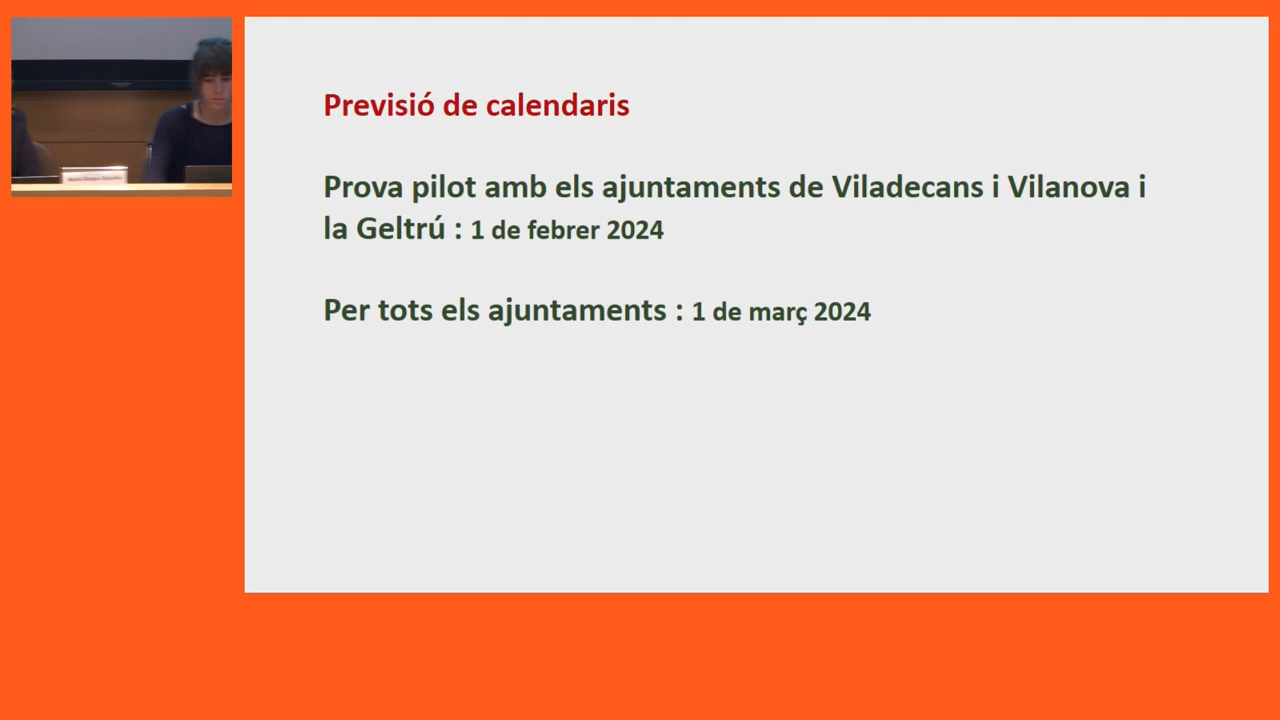 Previsió de calendaris
Prova pilot amb els ajuntaments de Viladecans i Vilanova i
la Geltrú : 1 de febrer 2024
Per tots els ajuntaments : 1 de març 2024